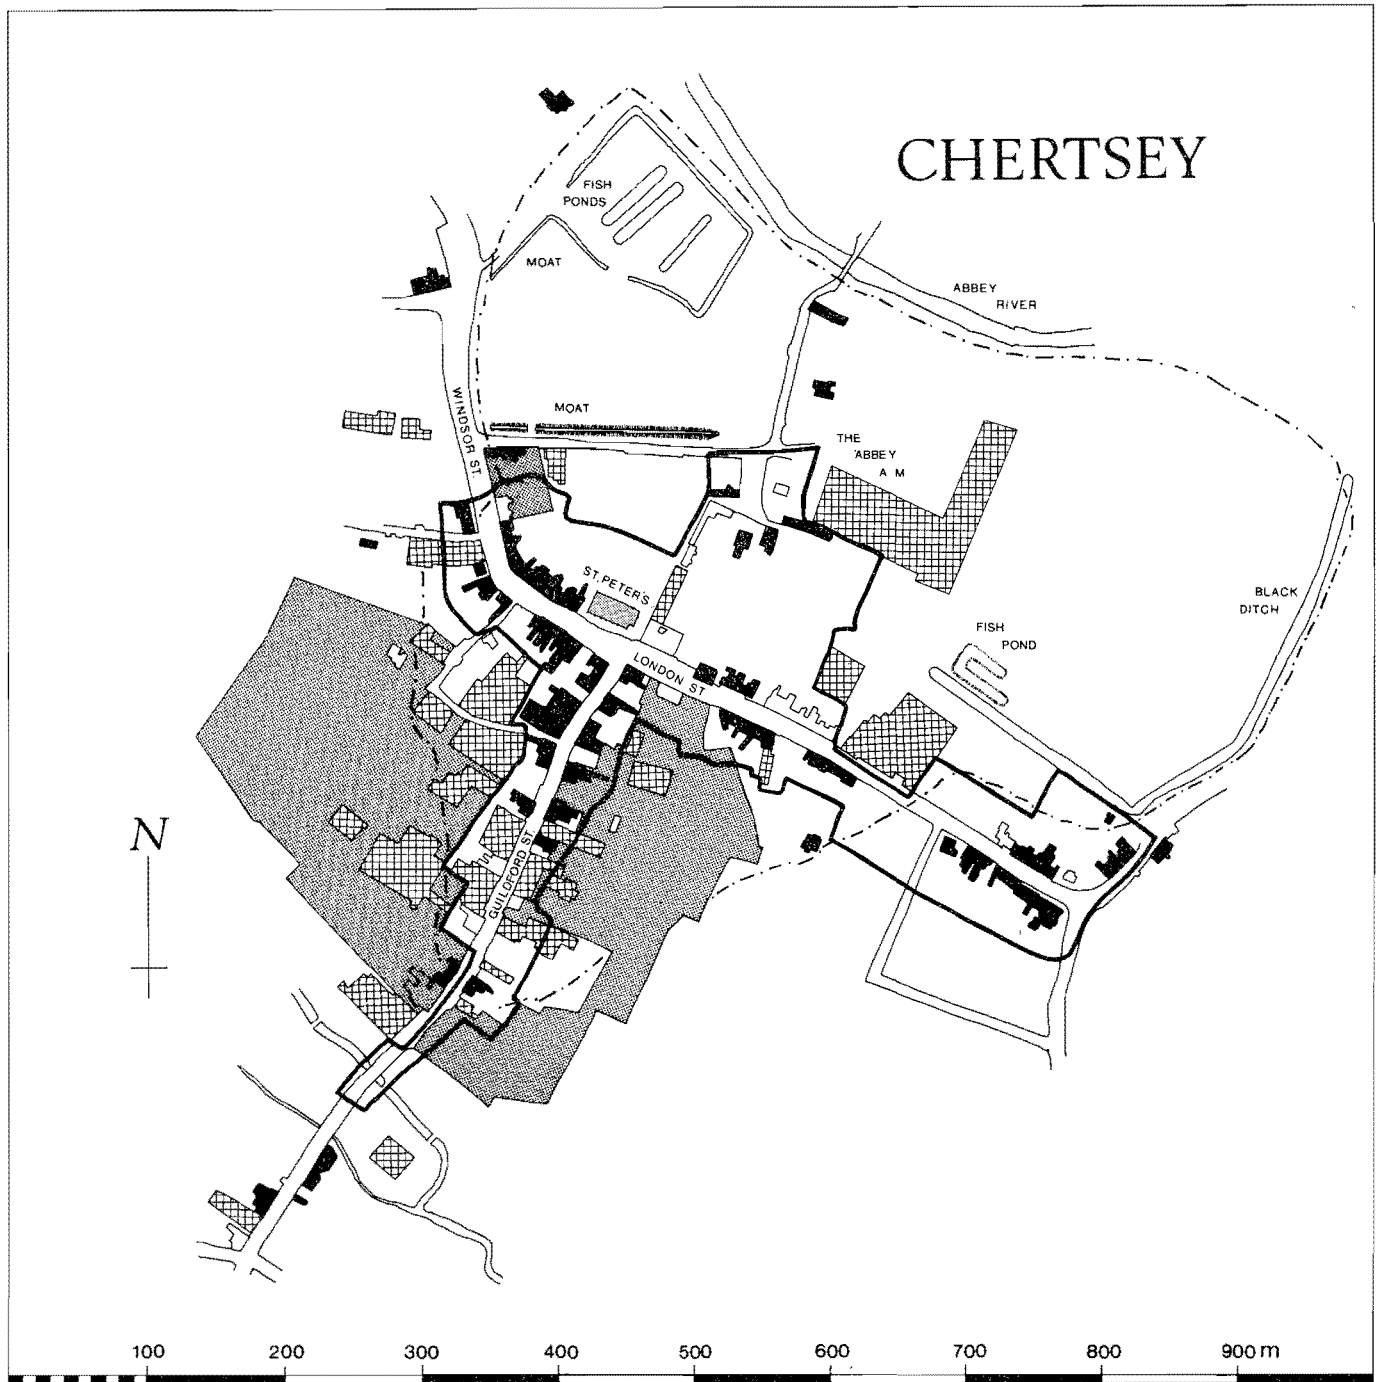 CHERTSEY
FISH
PONDS
MOAT
ABBEY
RIVER
WINDSOR ST.
MOAT
THE
ABBEY
A M
ST. PETER'S
BLACK
DITCH
FISH
POND
LONDON ST
GUILDFORD ST.
N
100 200 300 400 500 600 700 800 900 m